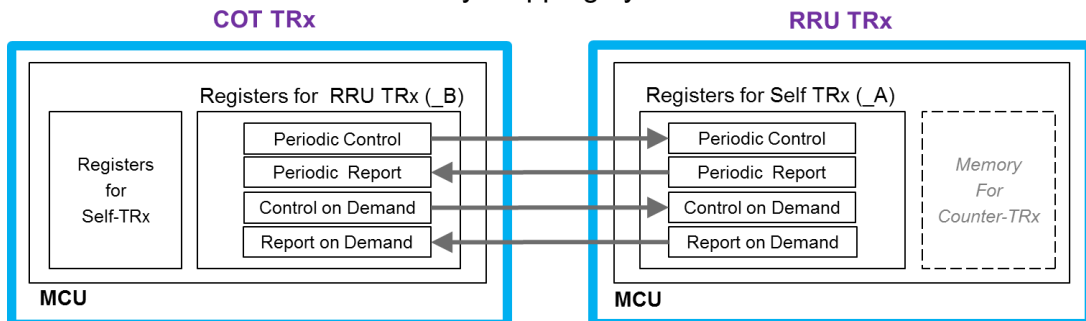 COT TRx
RRU TRx
Registers for RRU TRx (_B)
Registers for Self TRx (_A)
Registers
for
Self-TRx
Periodic Control
Periodic Report
Control on Demand
Report on Demand
Periodic Control
Periodic Report
Control on Demand
Report on Demand
Memory
For
Counter-TRx
MCU
MCU